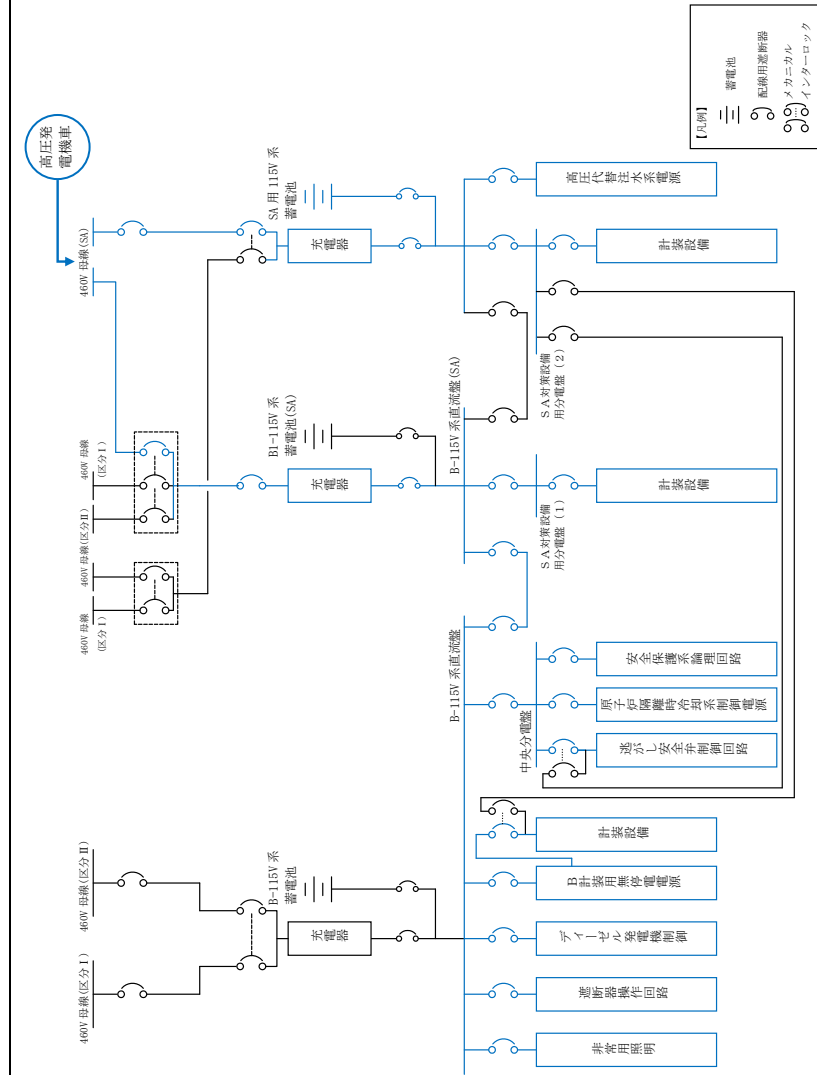 高圧発
電機車
460V 母線(SA)
460V 母線
(区分Ⅰ)
460V 母線(区分Ⅱ)
460V 母線
(区分Ⅰ)
460V 母線(区分Ⅱ)
460V 母線(区分Ⅰ)
SA 用 115V 系
蓄電池
充電器
B1-115V 系
蓄電池(SA)
充電器
B-115V 系
蓄電池
充電器
B-115V 系直流盤(SA)
B-115V 系直流盤
SA対策設備
用分電盤(2)
SA対策設備
用分電盤(1)
中央分電盤
高圧代替注水系電源
計装設備
計装設備
安全保護系論理回路
原子炉隔離時冷却系制御電源
逃がし安全弁制御回路
計装設備
B計装用無停電電源
ディーゼル発電機制御
遮断器操作回路
非常用照明
【凡例】
蓄電池
配線用遮断器
メカニカル
インターロック